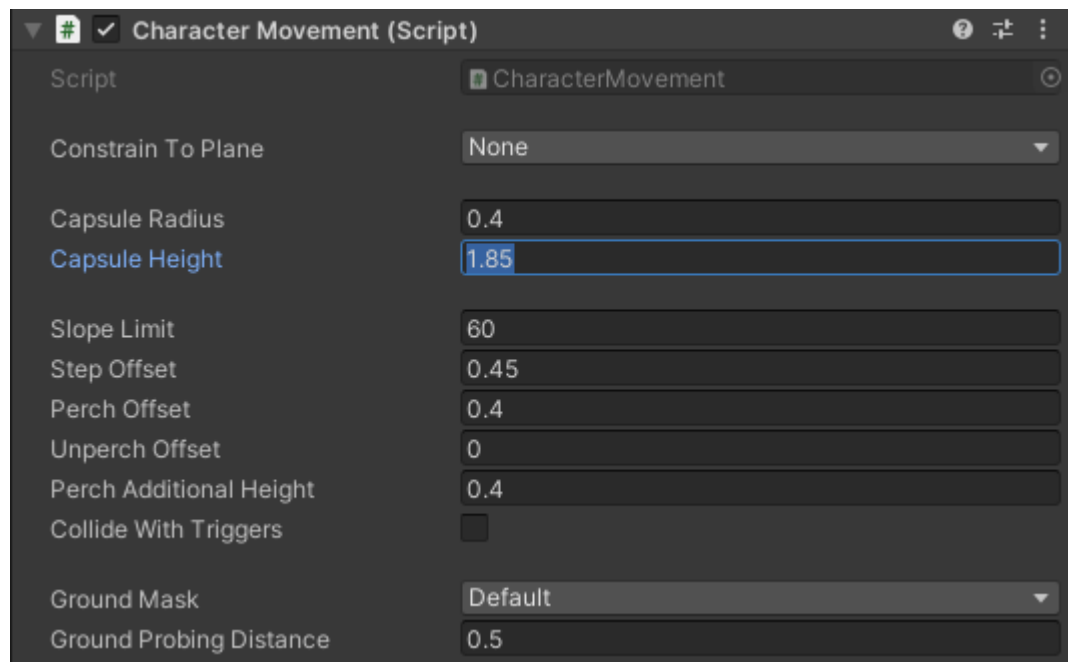 Character Movement (Script)
Script CharacterMovement
Constrain To Plane None
Capsule Radius 0.4
Capsule Height 1.85
Slope Limit 60
Step Offset 0.45
Perch Offset 0.4
Unperch Offset 0
Perch Additional Height 0.4
Collide With Triggers
Ground Mask Default
Ground Probing Distance 0.5